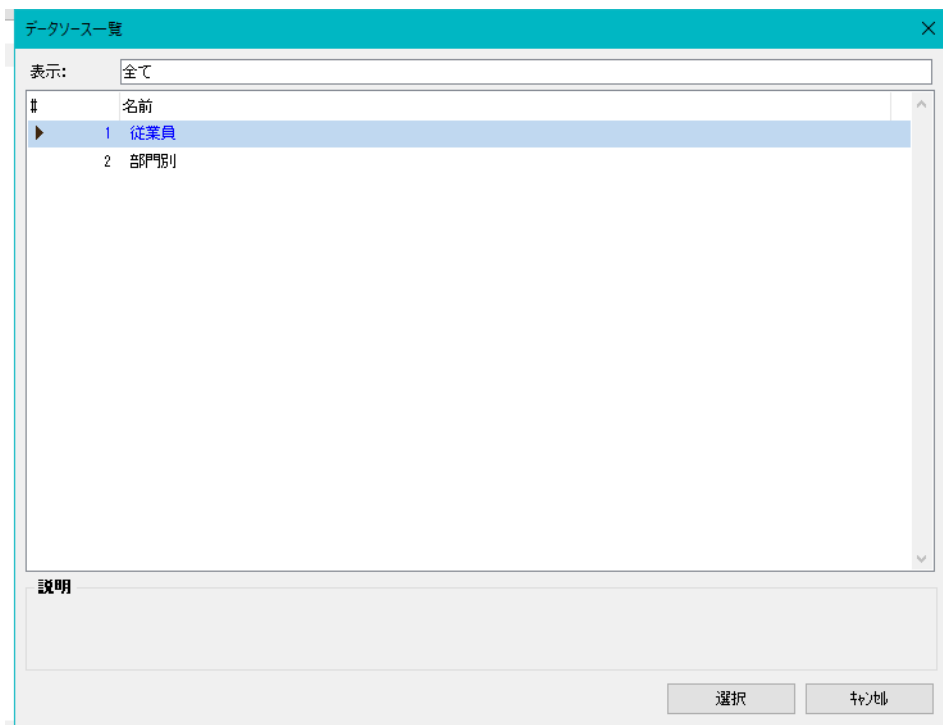 データソース一覧
表示: 全て
# 名前
1 従業員
2 部門別
説明
選択 ｷｬﾝｾﾙ